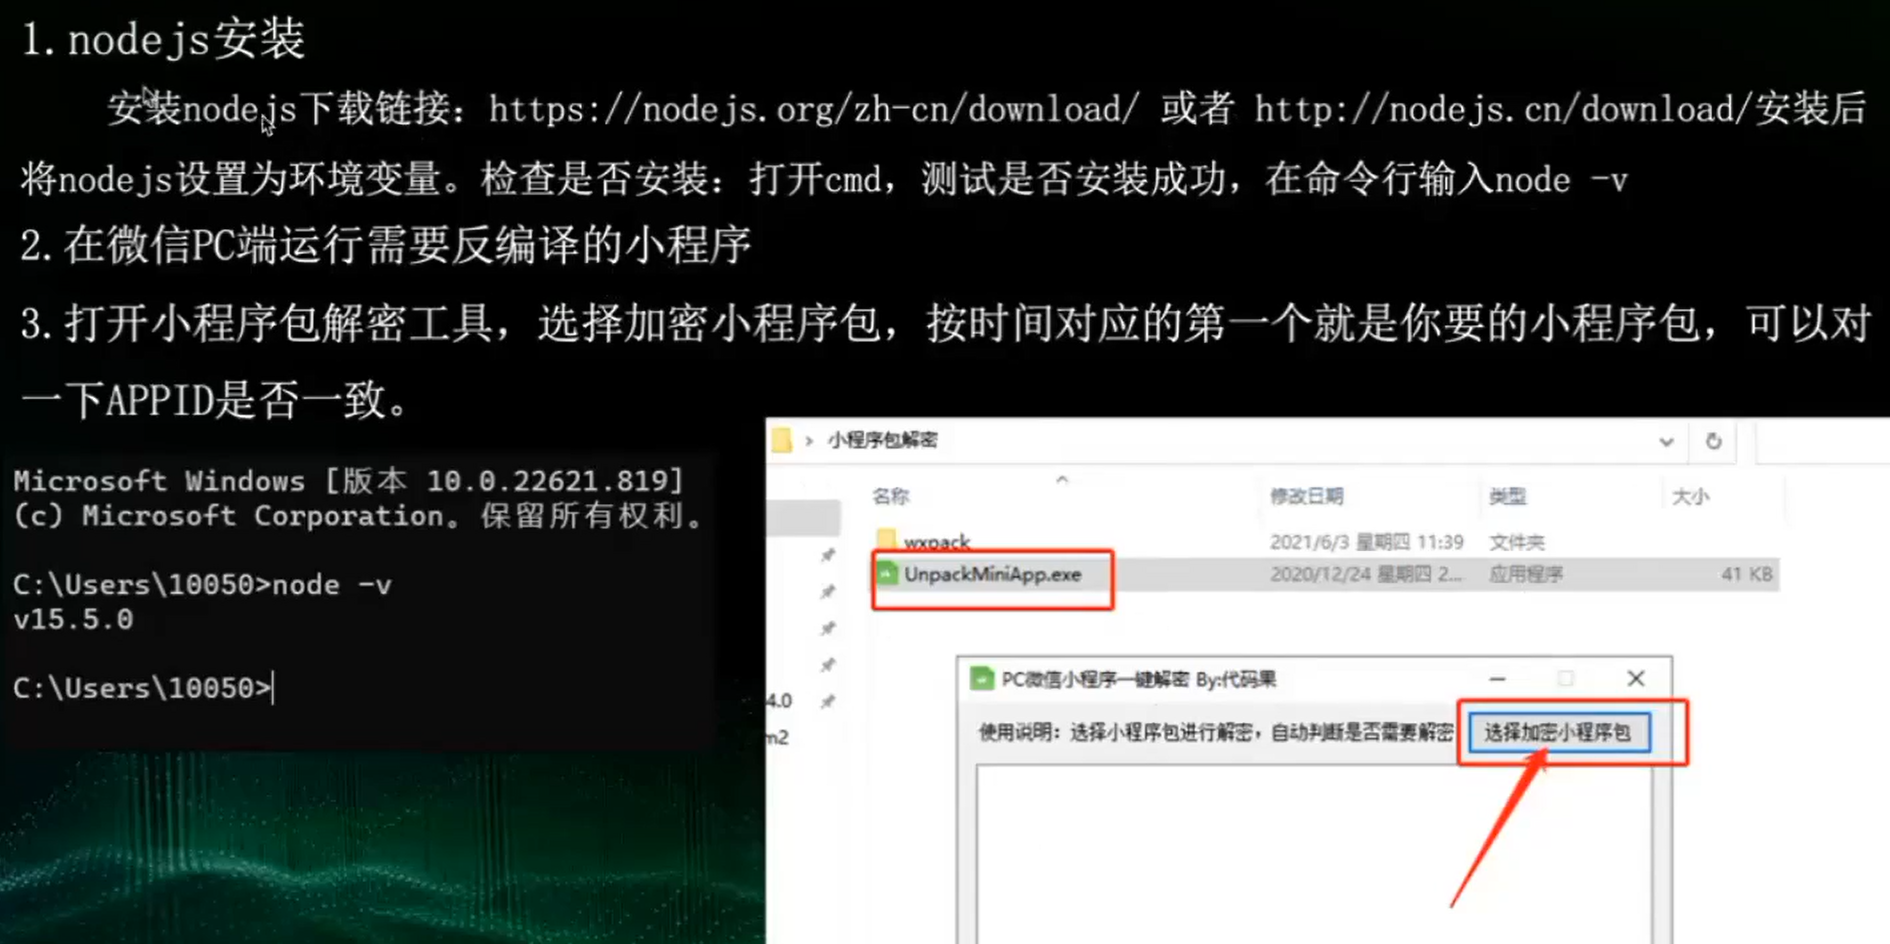 1.nodejs安装
安装nodejs下载链接：https://nodejs.org/zh-cn/download/ 或者 http://nodejs.cn/download/安装后
将nodejs设置为环境变量。检查是否安装：打开cmd，测试是否安装成功，在命令行输入node -v
2.在微信PC端运行需要反编译的小程序
3.打开小程序包解密工具，选择加密小程序包，按时间对应的第一个就是你要的小程序包，可以对
一下APPID是否一致。
Microsoft Windows [版本 10.0.22621.819]
(c) Microsoft Corporation。保留所有权利。
C:\Users\10050>node -v
v15.5.0
C:\Users\10050>
小程序包解密
名称 修改日期 类型 大小
wxpack 2021/6/3 星期四 11:39 文件夹
UnpackMiniApp.exe 2020/12/24 星期四 2... 应用程序 41 KB
4.0
m2
PC微信小程序一键解密 By:代码果
使用说明：选择小程序包进行解密，自动判断是否需要解密 选择加密小程序包